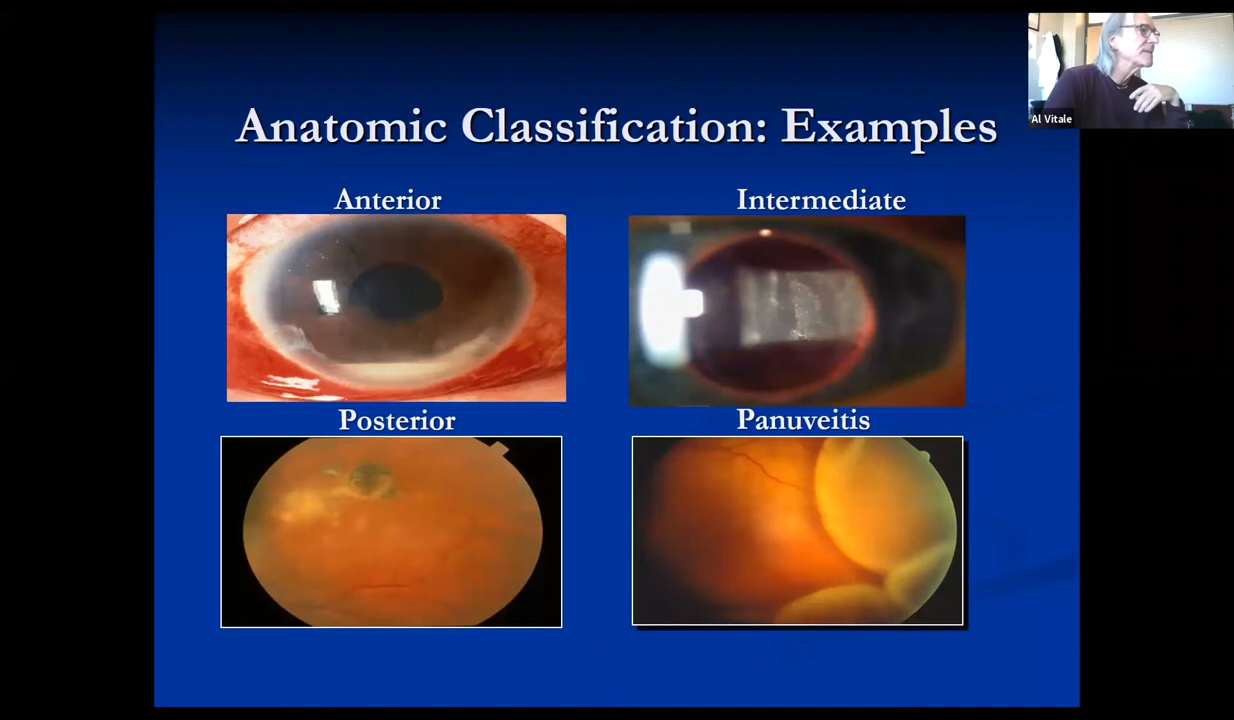 Al Vitale
Anatomic Classification: Examples
Anterior
Intermediate
Posterior
Panuveitis